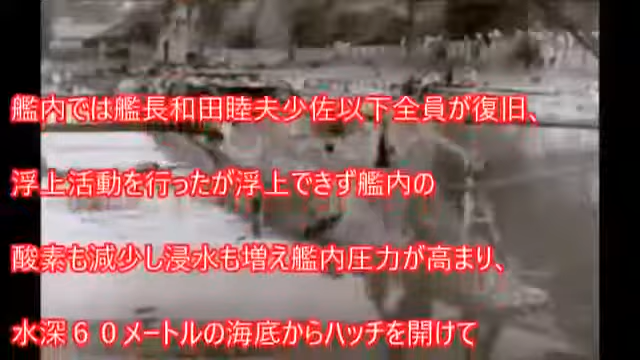 艦内では艦長和田睦夫少佐以下全員が復旧、
浮上活動を行ったが浮上できず艦内の
酸素も減少し浸水も増え艦内圧力が高まり、
水深６０メートルの海底からハッチを開けて